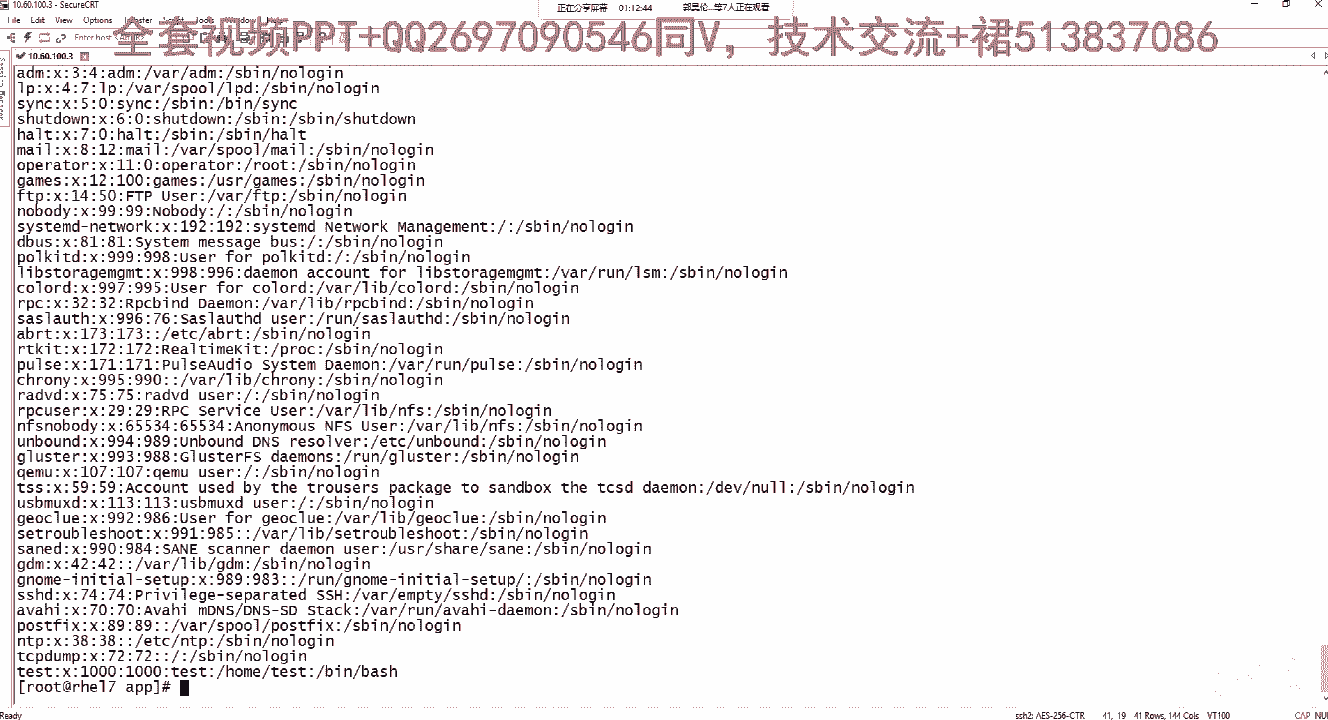 10.60.100.3 - SecureCRT
正在分享屏幕 01:12:44 郭昊伦...等7人正在观看
File Edit View Options Transfer Script Tools Window Help
全套视频PPT+QQ2697090546同V，技术交流+裙513837086
10.60.100.3
adm:x:3:4:adm:/var/adm:/sbin/nologin
lp:x:4:7:lp:/var/spool/lpd:/sbin/nologin
sync:x:5:0:sync:/sbin:/bin/sync
shutdown:x:6:0:shutdown:/sbin:/sbin/shutdown
halt:x:7:0:halt:/sbin:/sbin/halt
mail:x:8:12:mail:/var/spool/mail:/sbin/nologin
operator:x:11:0:operator:/root:/sbin/nologin
games:x:12:100:games:/usr/games:/sbin/nologin
ftp:x:14:50:FTP User:/var/ftp:/sbin/nologin
nobody:x:99:99:Nobody:/:/sbin/nologin
systemd-network:x:192:192:systemd Network Management:/:/sbin/nologin
dbus:x:81:81:System message bus:/:/sbin/nologin
polkitd:x:999:998:User for polkitd:/:/sbin/nologin
libstoragemgmt:x:998:996:daemon account for libstoragemgmt:/var/run/lsm:/sbin/nologin
colord:x:997:995:User for colord:/var/lib/colord:/sbin/nologin
rpc:x:32:32:Rpcbind Daemon:/var/lib/rpcbind:/sbin/nologin
saslauth:x:996:76:Saslauthd user:/run/saslauthd:/sbin/nologin
abrt:x:173:173::/etc/abrt:/sbin/nologin
rtkit:x:172:172:RealtimeKit:/proc:/sbin/nologin
pulse:x:171:171:PulseAudio System Daemon:/var/run/pulse:/sbin/nologin
chrony:x:995:990::/var/lib/chrony:/sbin/nologin
radvd:x:75:75:radvd user:/:/sbin/nologin
rpcuser:x:29:29:RPC Service User:/var/lib/nfs:/sbin/nologin
nfsnobody:x:65534:65534:Anonymous NFS User:/var/lib/nfs:/sbin/nologin
unbound:x:994:989:Unbound DNS resolver:/etc/unbound:/sbin/nologin
gluster:x:993:988:GlusterFS daemons:/run/gluster:/sbin/nologin
qemu:x:107:107:qemu user:/:/sbin/nologin
tss:x:59:59:Account used by the trousers package to sandbox the tcsd daemon:/dev/null:/sbin/nologin
usbmuxd:x:113:113:usbmuxd user:/:/sbin/nologin
geoclue:x:992:986:User for geoclue:/var/lib/geoclue:/sbin/nologin
setroubleshoot:x:991:985::/var/lib/setroubleshoot:/sbin/nologin
saned:x:990:984:SANE scanner daemon user:/usr/share/sane:/sbin/nologin
gdm:x:42:42::/var/lib/gdm:/sbin/nologin
gnome-initial-setup:x:989:983::/run/gnome-initial-setup/:/sbin/nologin
sshd:x:74:74:Privilege-separated SSH:/var/empty/sshd:/sbin/nologin
avahi:x:70:70:Avahi mDNS/DNS-SD Stack:/var/run/avahi-daemon:/sbin/nologin
postfix:x:89:89::/var/spool/postfix:/sbin/nologin
ntp:x:38:38::/etc/ntp:/sbin/nologin
tcpdump:x:72:72::/:/sbin/nologin
test:x:1000:1000:test:/home/test:/bin/bash
[root@rhel7 app]#
Ready ssh2: AES-256-CTR 41, 19 41 Rows, 144 Cols VT100 CAP NUM